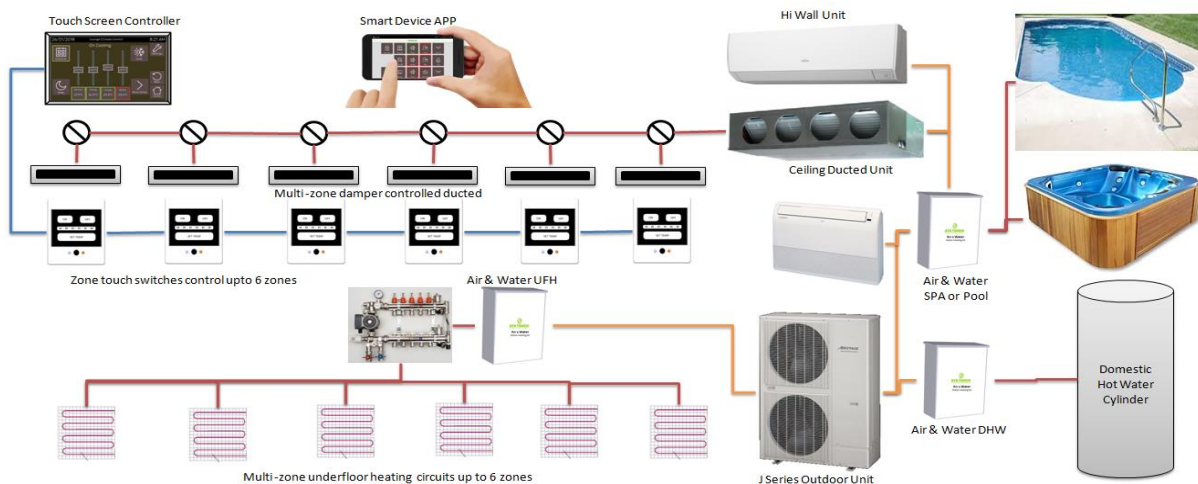 Touch Screen Controller
Smart Device APP
Hi Wall Unit
Ceiling Ducted Unit
Multi-zone damper controlled ducted
Zone touch switches control upto 6 zones
Air & Water UFH
Air & Water
SPA or Pool
Domestic
Hot Water
Cylinder
Air & Water DHW
Multi-zone underfloor heating circuits up to 6 zones
J Series Outdoor Unit